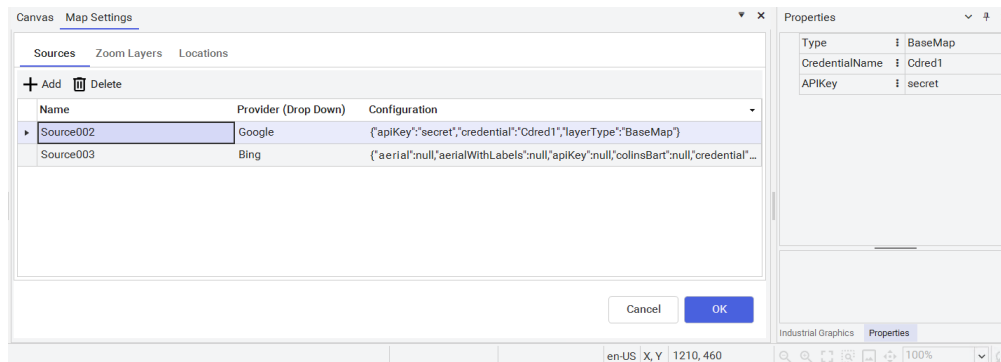 Canvas Map Settings
Sources Zoom Layers Locations
Add Delete
Name Provider (Drop Down) Configuration
Source002 Google {"apiKey":"secret","credential":"Cdred1","layerType":"BaseMap"}
Source003 Bing {"aerial":null,"aerialWithLabels":null,"apiKey":null,"colinsBart":null,"credential"...
Cancel OK
Properties
Type BaseMap
CredentialName Cdred1
APIKey secret
Industrial Graphics Properties
en-US X, Y 1210, 460 100%